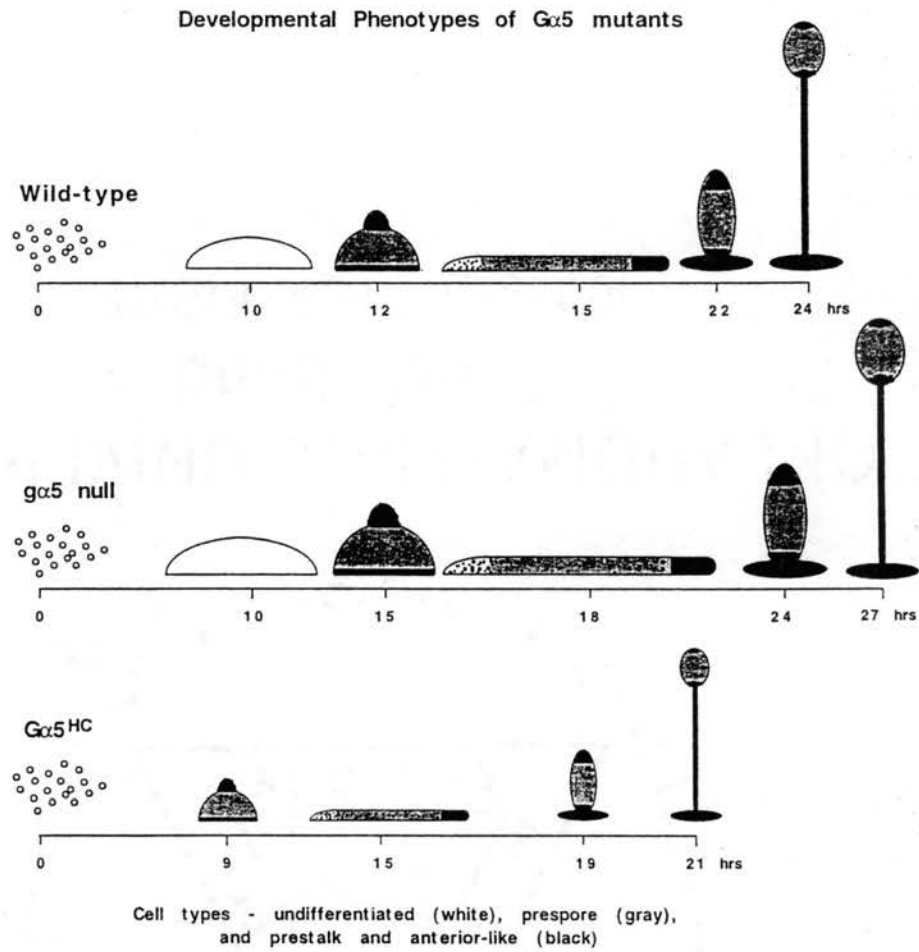 Developmental Phenotypes of Gα5 mutants
Wild-type
0 10 12 15 22 24 hrs
gα5 null
0 10 15 18 24 27 hrs
Gα5HC
0 9 15 19 21 hrs
Cell types - undifferentiated (white), prespore (gray),
and prestalk and anterior-like (black)